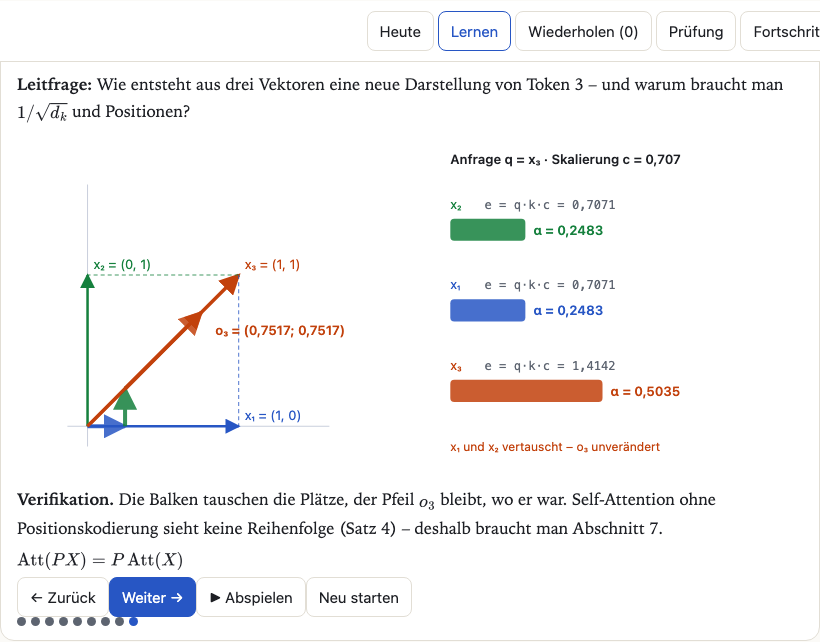 Heute Lernen Wiederholen (0) Prüfung Fortschrit
Leitfrage: Wie entsteht aus drei Vektoren eine neue Darstellung von Token 3 – und warum braucht man
1/√dₖ und Positionen?
Anfrage q = x₃ · Skalierung c = 0,707
x₂ e = q·k·c = 0,7071
α = 0,2483
x₁ e = q·k·c = 0,7071
α = 0,2483
x₃ e = q·k·c = 1,4142
α = 0,5035
x₁ und x₂ vertauscht – o₃ unverändert
x₂ = (0, 1)
x₃ = (1, 1)
o₃ = (0,7517; 0,7517)
x₁ = (1, 0)
Verifikation. Die Balken tauschen die Plätze, der Pfeil o₃ bleibt, wo er war. Self-Attention ohne
Positionskodierung sieht keine Reihenfolge (Satz 4) – deshalb braucht man Abschnitt 7.
Att(PX) = P Att(X)
← Zurück Weiter → ▶ Abspielen Neu starten